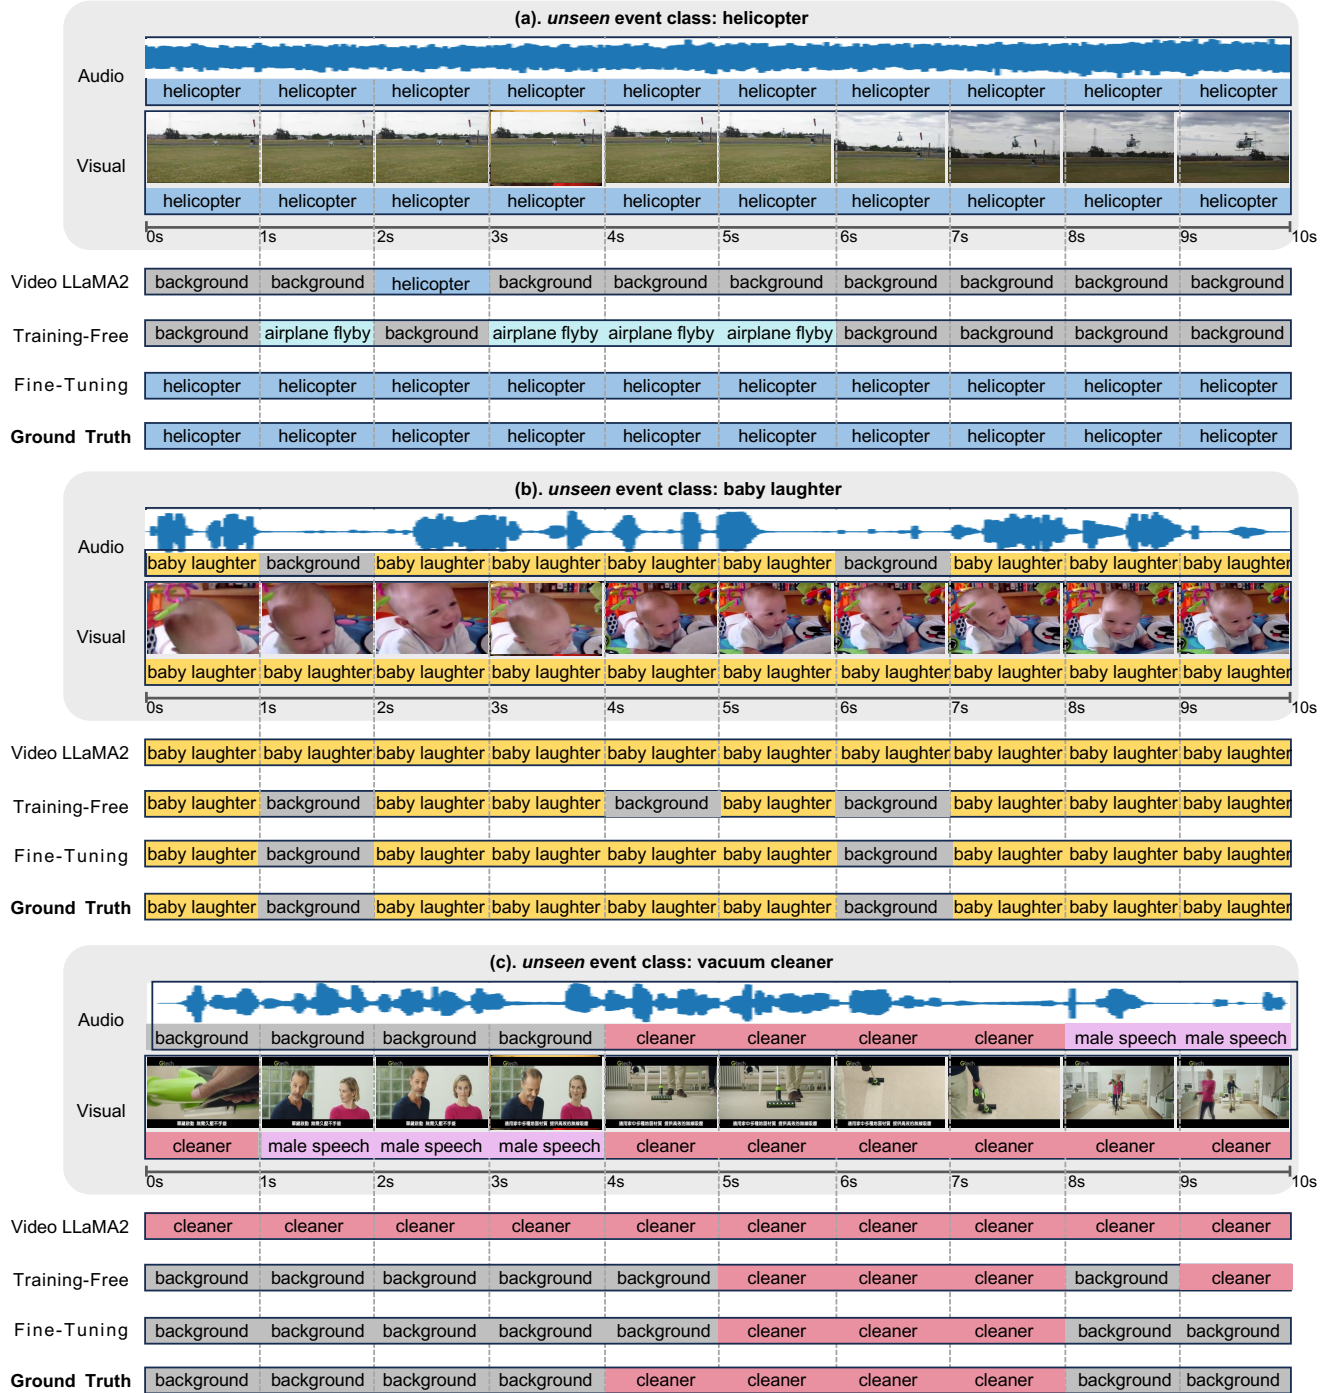 (a). unseen event class: helicopter
Audio
helicopter helicopter helicopter helicopter helicopter helicopter helicopter helicopter helicopter helicopter
Visual
helicopter helicopter helicopter helicopter helicopter helicopter helicopter helicopter helicopter helicopter
0s 1s 2s 3s 4s 5s 6s 7s 8s 9s 10s
Video LLaMA2 background background helicopter background background background background background background background
Training-Free background airplane flyby background airplane flyby airplane flyby airplane flyby background background background background
Fine-Tuning helicopter helicopter helicopter helicopter helicopter helicopter helicopter helicopter helicopter helicopter
Ground Truth helicopter helicopter helicopter helicopter helicopter helicopter helicopter helicopter helicopter helicopter
(b). unseen event class: baby laughter
Audio
baby laughter background baby laughter baby laughter baby laughter baby laughter background baby laughter baby laughter baby laughter
Visual
baby laughter baby laughter baby laughter baby laughter baby laughter baby laughter baby laughter baby laughter baby laughter baby laughter
0s 1s 2s 3s 4s 5s 6s 7s 8s 9s 10s
Video LLaMA2 baby laughter baby laughter baby laughter baby laughter baby laughter baby laughter baby laughter baby laughter baby laughter baby laughter
Training-Free baby laughter background baby laughter baby laughter background baby laughter background baby laughter baby laughter baby laughter
Fine-Tuning baby laughter background baby laughter baby laughter baby laughter baby laughter background baby laughter baby laughter baby laughter
Ground Truth baby laughter background baby laughter baby laughter baby laughter baby laughter background baby laughter baby laughter baby laughter
(c). unseen event class: vacuum cleaner
Audio
background background background background cleaner cleaner cleaner cleaner male speech male speech
Gtech Gtech Gtech Gtech Gtech Gtech Gtech Gtech Gtech Gtech
Visual
cleaner male speech male speech male speech cleaner cleaner cleaner cleaner cleaner cleaner
0s 1s 2s 3s 4s 5s 6s 7s 8s 9s 10s
Video LLaMA2 cleaner cleaner cleaner cleaner cleaner cleaner cleaner cleaner cleaner cleaner
Training-Free background background background background background cleaner cleaner cleaner background cleaner
Fine-Tuning background background background background background cleaner cleaner cleaner background background
Ground Truth background background background background cleaner cleaner cleaner cleaner background background